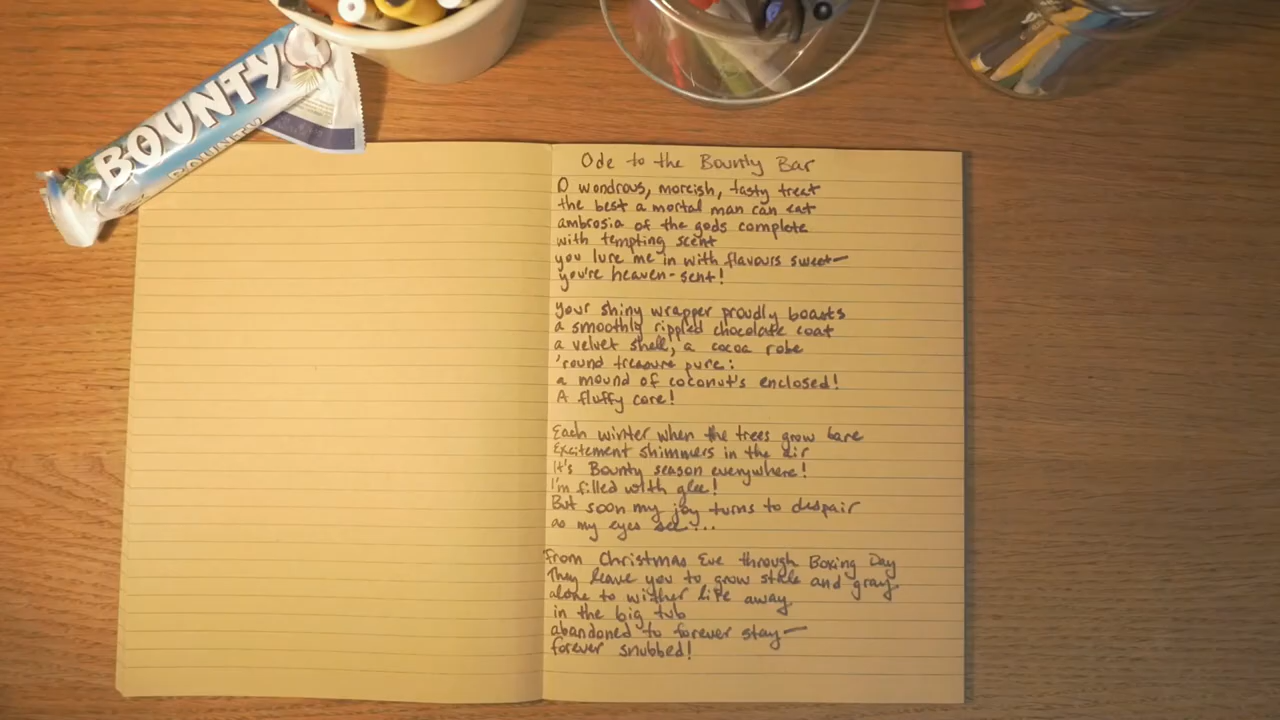 BOUNTY
BOUNTY
Ode to the Bounty Bar
O wondrous, moreish, tasty treat
the best a mortal man can eat
ambrosia of the gods complete
with tempting scent
you lure me in with flavours sweet—
you're heaven-sent!
Your shiny wrapper proudly boasts
a smoothly rippled chocolate coat
a velvet shell, a cocoa robe
'round treasure pure:
a mound of coconut's enclosed!
A fluffy core!
Each winter when the trees grow bare
Excitement shimmers in the air
It's Bounty season everywhere!
I'm filled with glee!
But soon my joy turns to despair
as my eyes see...
From Christmas Eve through Boxing Day
They leave you to grow stale and gray
alone to wither life away
in the big tub
abandoned to forever stay—
forever snubbed!